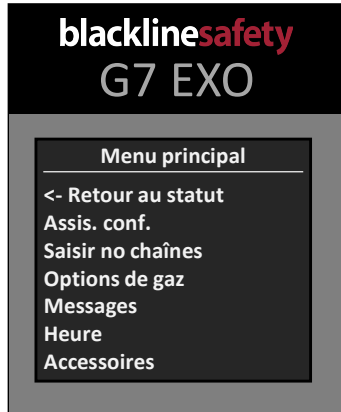 blacklinesafety
G7 EXO
Menu principal
<- Retour au statut
Assis. conf.
Saisir no chaînes
Options de gaz
Messages
Heure
Accessoires